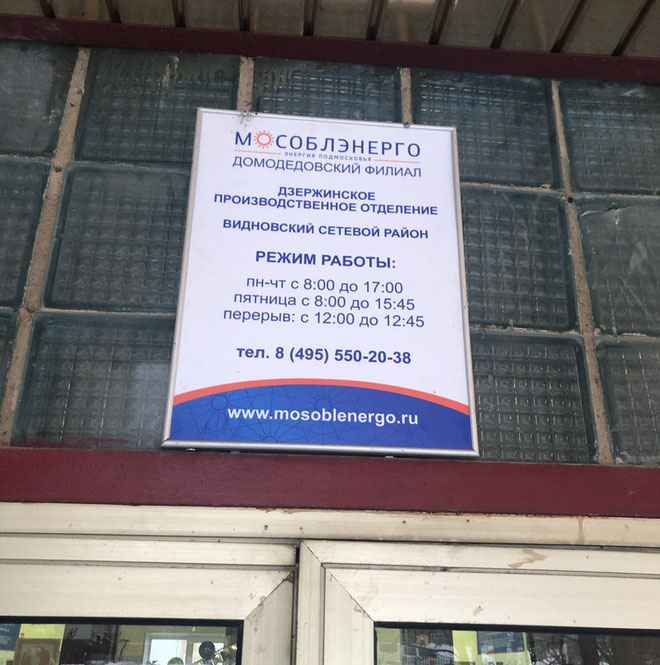 МОСОБЛЭНЕРГО
ЭНЕРГИЯ ПОДМОСКОВЬЯ
ДОМОДЕДОВСКИЙ ФИЛИАЛ
ДЗЕРЖИНСКОЕ
ПРОИЗВОДСТВЕННОЕ ОТДЕЛЕНИЕ
ВИДНОВСКИЙ СЕТЕВОЙ РАЙОН
РЕЖИМ РАБОТЫ:
пн-чт с 8:00 до 17:00
пятница с 8:00 до 15:45
перерыв: с 12:00 до 12:45
тел. 8 (495) 550-20-38
www.mosoblenergo.ru